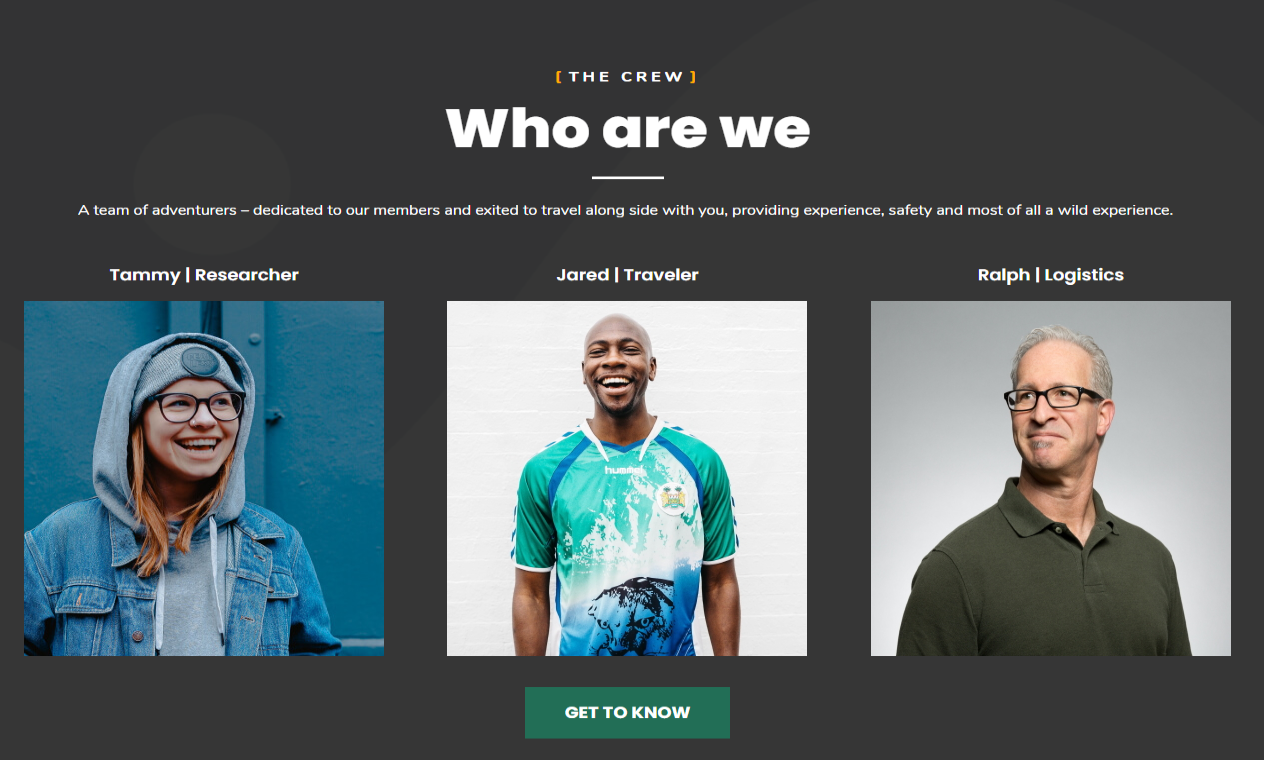 [ THE CREW ]
Who are we
A team of adventurers – dedicated to our members and exited to travel along side with you, providing experience, safety and most of all a wild experience.
Tammy | Researcher
Jared | Traveler
Ralph | Logistics
hummel
GET TO KNOW